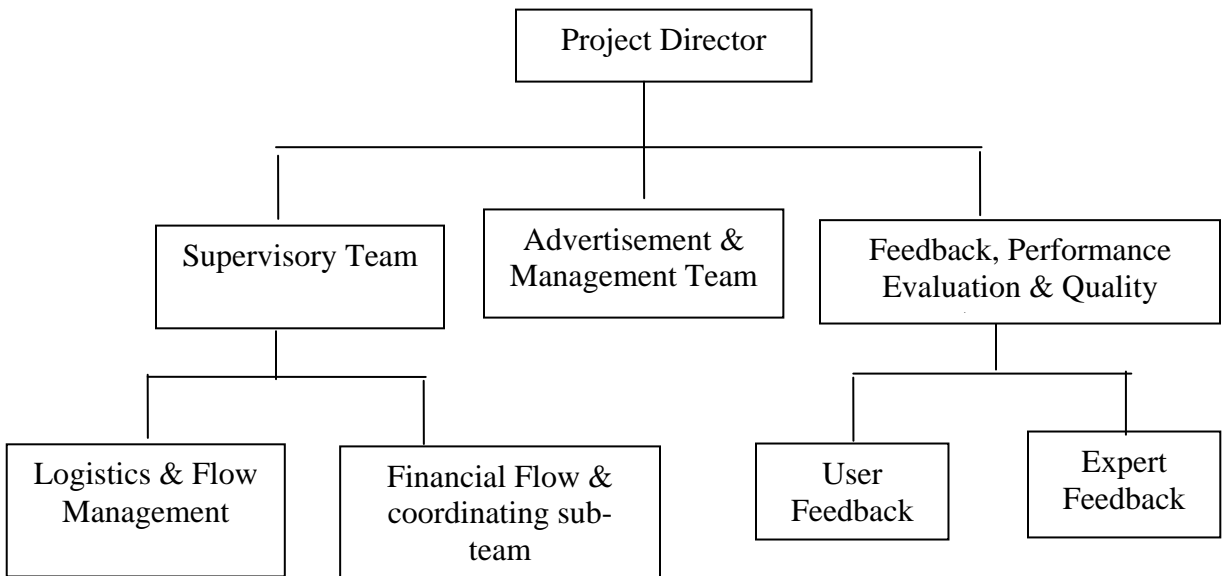 Project Director
Supervisory Team
Advertisement &
Management Team
Feedback, Performance
Evaluation & Quality
Logistics & Flow
Management
Financial Flow &
coordinating sub-
team
User
Feedback
Expert
Feedback